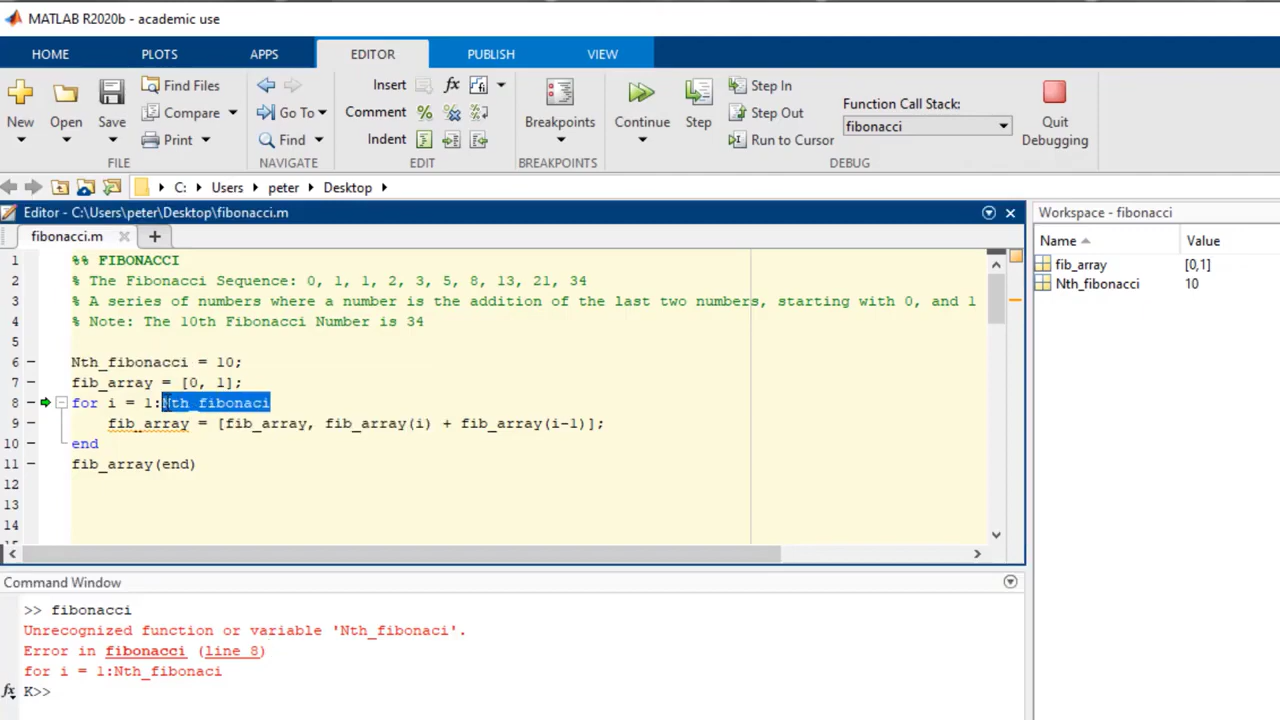 MATLAB R2020b - academic use
HOME PLOTS APPS EDITOR PUBLISH VIEW
New Open Save Find Files Compare Print FILE
Go To Find NAVIGATE
Insert fx Comment % Indent EDIT
Breakpoints BREAKPOINTS
Continue Step Step In Step Out Run to Cursor
Function Call Stack: fibonacci
Quit Debugging DEBUG
C: Users peter Desktop
Editor - C:\Users\peter\Desktop\fibonacci.m
fibonacci.m
1 %% FIBONACCI
2 % The Fibonacci Sequence: 0, 1, 1, 2, 3, 5, 8, 13, 21, 34
3 % A series of numbers where a number is the addition of the last two numbers, starting with 0, and 1
4 % Note: The 10th Fibonacci Number is 34
5
6 Nth_fibonacci = 10;
7 fib_array = [0, 1];
8 for i = 1:Nth_fibonaci
9 fib_array = [fib_array, fib_array(i) + fib_array(i-1)];
10 end
11 fib_array(end)
12
13
14
Workspace - fibonacci
Name Value
fib_array [0,1]
Nth_fibonacci 10
Command Window
>> fibonacci
Unrecognized function or variable 'Nth_fibonaci'.
Error in fibonacci (line 8)
for i = 1:Nth_fibonaci
fx K>>